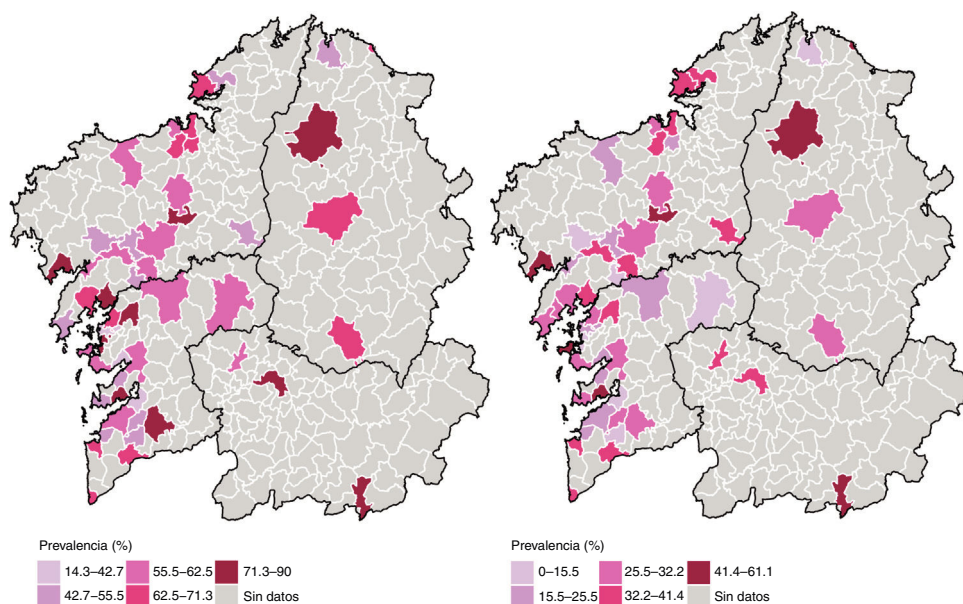 Prevalencia (%)
14.3–42.7 55.5–62.5 71.3–90
42.7–55.5 62.5–71.3 Sin datos
Prevalencia (%)
0–15.5 25.5–32.2 41.4–61.1
15.5–25.5 32.2–41.4 Sin datos